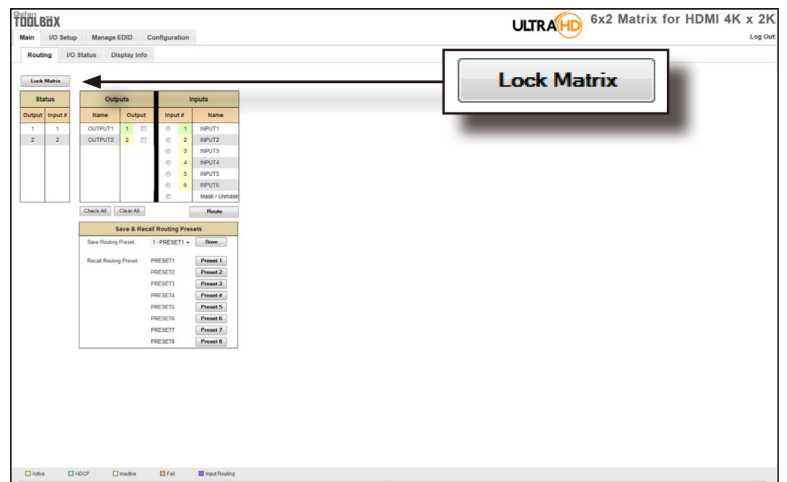 Gefen
TOOLBOX
ULTRA HD 6x2 Matrix for HDMI 4K x 2K
Main I/O Setup Manage EDID Configuration
Log Out
Routing I/O Status Display Info
Lock Matrix
Lock Matrix
Status Outputs Inputs
Output Input # Name Output Input # Name
1 1 OUTPUT1 1 1 INPUT1
2 2 OUTPUT2 2 2 INPUT2
3 INPUT3
4 INPUT4
5 INPUT5
6 INPUT6
Mask / Unmask
Check All Clear All Route
Save & Recall Routing Presets
Save Routing Preset: 1 - PRESET1 Save
Recall Routing Preset: PRESET1 Preset 1
PRESET2 Preset 2
PRESET3 Preset 3
PRESET4 Preset 4
PRESET5 Preset 5
PRESET6 Preset 6
PRESET7 Preset 7
PRESET8 Preset 8
Active HDCP Inactive Fail Input Routing